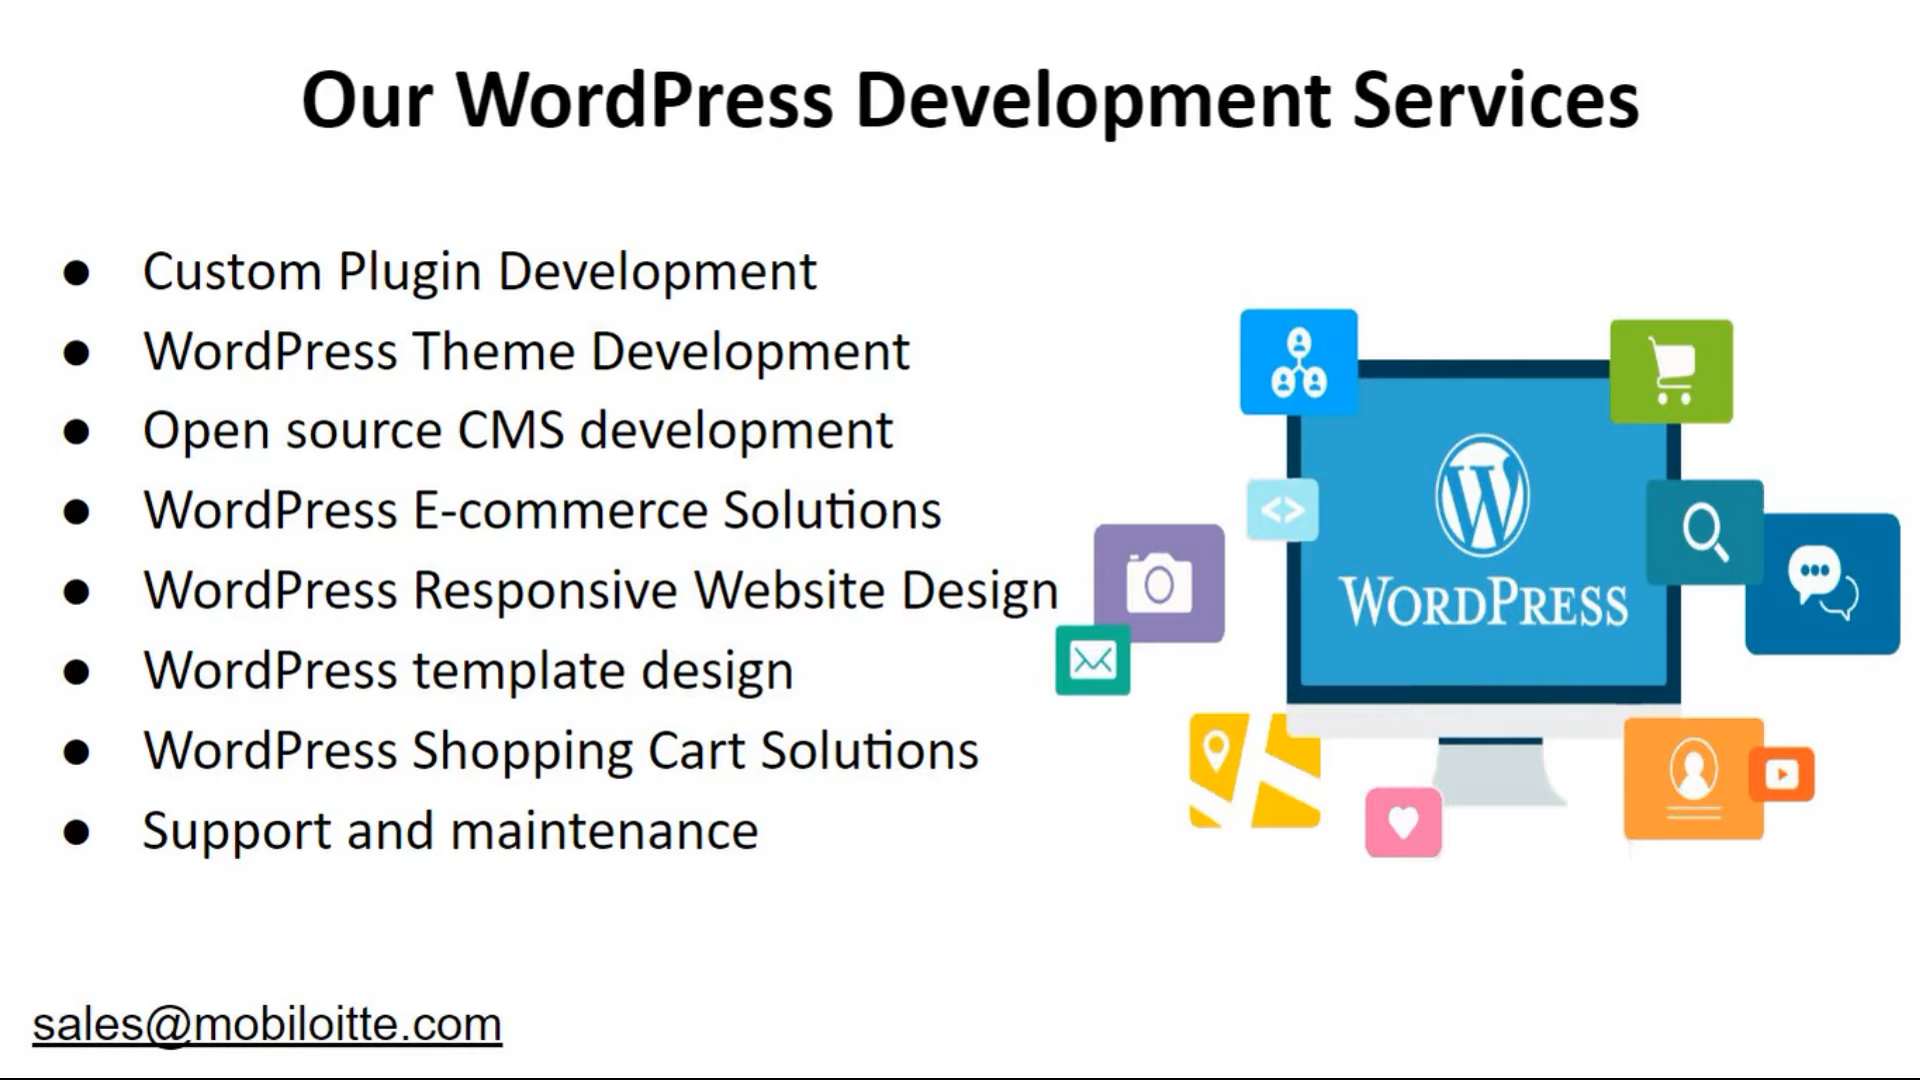 Our WordPress Development Services
● Custom Plugin Development
● WordPress Theme Development
● Open source CMS development
● WordPress E-commerce Solutions
● WordPress Responsive Website Design
● WordPress template design
● WordPress Shopping Cart Solutions
● Support and maintenance
WORDPRESS
sales@mobiloitte.com